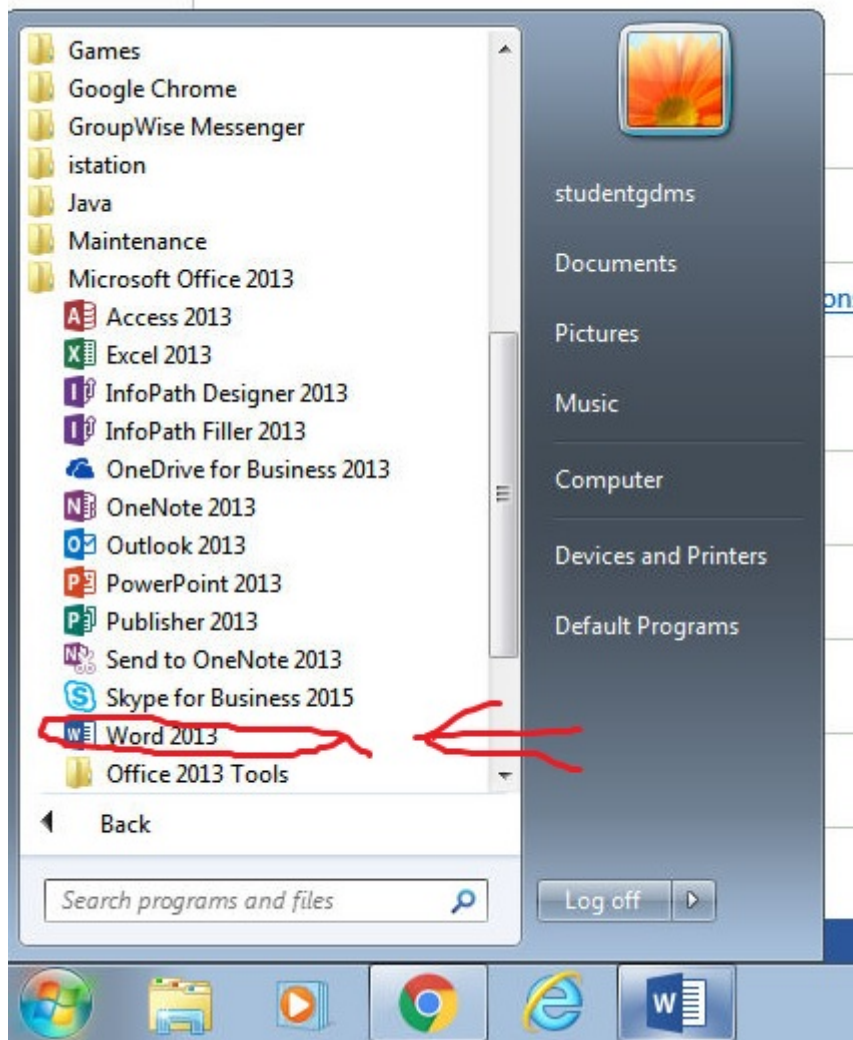 Games
Google Chrome
GroupWise Messenger
istation
Java
Maintenance
Microsoft Office 2013
Access 2013
Excel 2013
InfoPath Designer 2013
InfoPath Filler 2013
OneDrive for Business 2013
OneNote 2013
Outlook 2013
PowerPoint 2013
Publisher 2013
Send to OneNote 2013
Skype for Business 2015
Word 2013
Office 2013 Tools
Back
Search programs and files
studentgdms
Documents
Pictures
Music
Computer
Devices and Printers
Default Programs
Log off
on